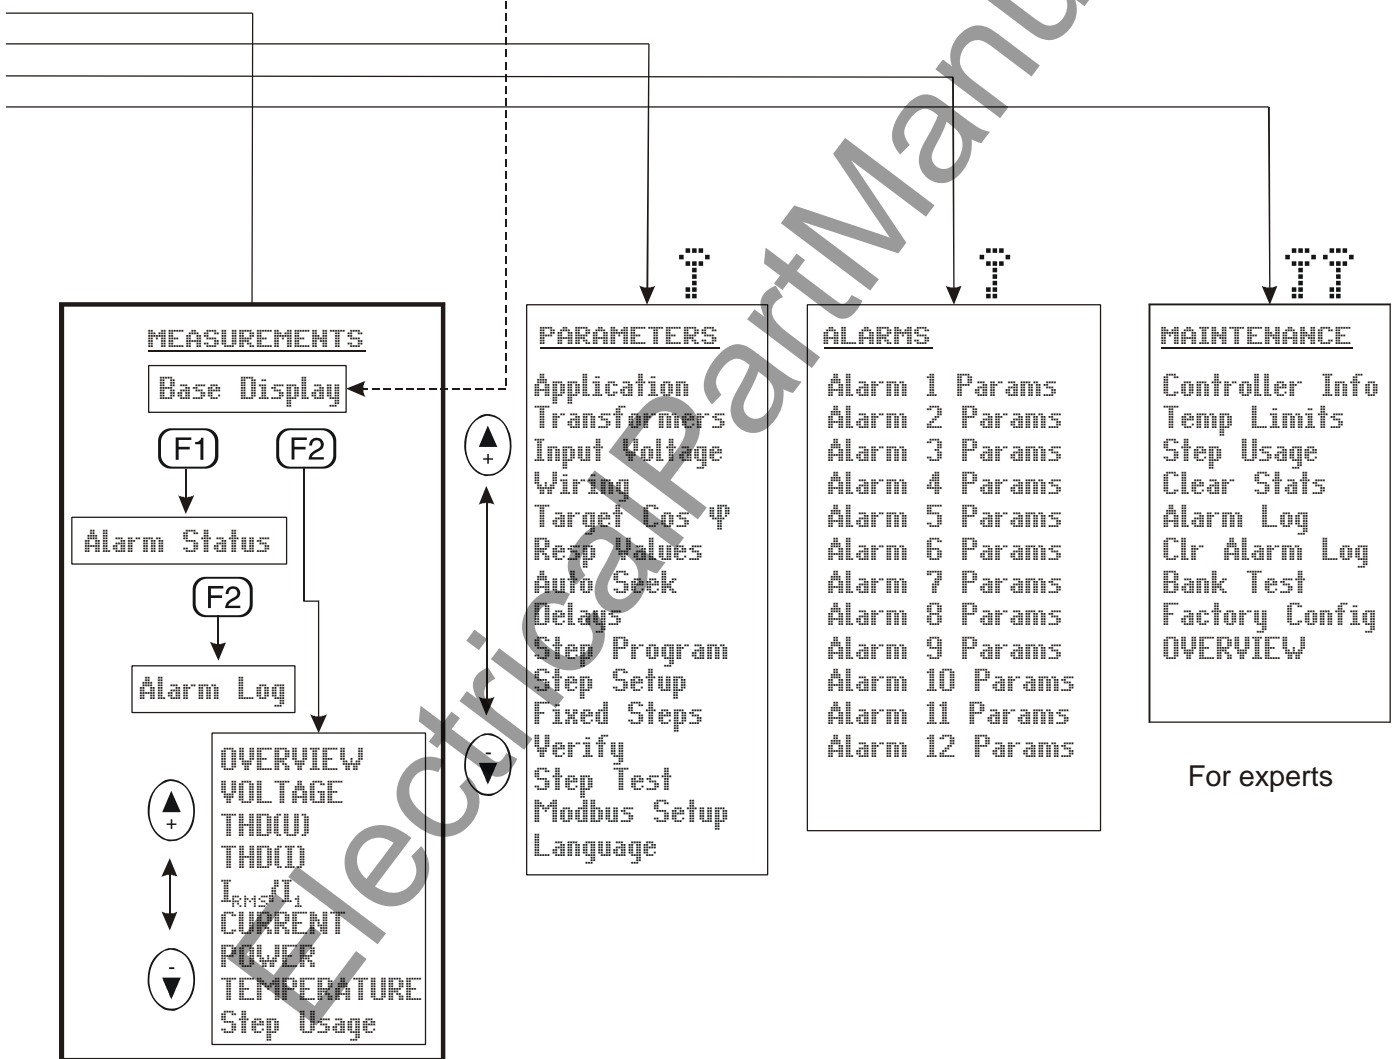 MEASUREMENTS
Base Display
F1
F2
Alarm Status
F2
Alarm Log
OVERVIEW
VOLTAGE
THD(U)
THD(I)
IRMS/I1
CURRENT
POWER
TEMPERATURE
Step Usage
+
-
+
-
PARAMETERS
Application
Transformers
Input Voltage
Wiring
Target Cos φ
Resp Values
Auto Seek
Delays
Step Program
Step Setup
Fixed Steps
Verify
Step Test
Modbus Setup
Language
ALARMS
Alarm 1 Params
Alarm 2 Params
Alarm 3 Params
Alarm 4 Params
Alarm 5 Params
Alarm 6 Params
Alarm 7 Params
Alarm 8 Params
Alarm 9 Params
Alarm 10 Params
Alarm 11 Params
Alarm 12 Params
MAINTENANCE
Controller Info
Temp Limits
Step Usage
Clear Stats
Alarm Log
Clr Alarm Log
Bank Test
Factory Config
OVERVIEW
For experts
ElectricalPartManu